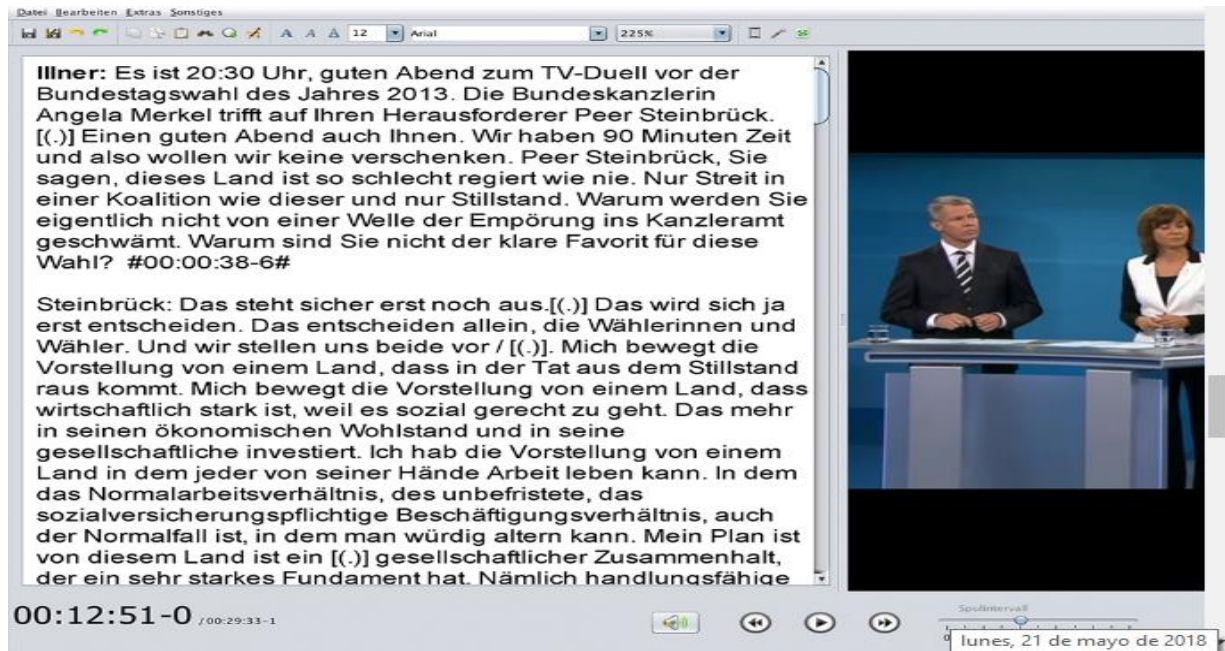 Datei Bearbeiten Extras Sonstiges
12 Arial 225%
Illner: Es ist 20:30 Uhr, guten Abend zum TV-Duell vor der
Bundestagswahl des Jahres 2013. Die Bundeskanzlerin
Angela Merkel trifft auf Ihren Herausforderer Peer Steinbrück.
[(.)] Einen guten Abend auch Ihnen. Wir haben 90 Minuten Zeit
und also wollen wir keine verschenken. Peer Steinbrück, Sie
sagen, dieses Land ist so schlecht regiert wie nie. Nur Streit in
einer Koalition wie dieser und nur Stillstand. Warum werden Sie
eigentlich nicht von einer Welle der Empörung ins Kanzleramt
geschwämt. Warum sind Sie nicht der klare Favorit für diese
Wahl? #00:00:38-6#
Steinbrück: Das steht sicher erst noch aus.[(.)] Das wird sich ja
erst entscheiden. Das entscheiden allein, die Wählerinnen und
Wähler. Und wir stellen uns beide vor / [(.)]. Mich bewegt die
Vorstellung von einem Land, dass in der Tat aus dem Stillstand
raus kommt. Mich bewegt die Vorstellung von einem Land, dass
wirtschaftlich stark ist, weil es sozial gerecht zu geht. Das mehr
in seinen ökonomischen Wohlstand und in seine
gesellschaftliche investiert. Ich hab die Vorstellung von einem
Land in dem jeder von seiner Hände Arbeit leben kann. In dem
das Normalarbeitsverhältnis, des unbefristete, das
sozialversicherungspflichtige Beschäftigungsverhältnis, auch
der Normalfall ist, in dem man würdig altern kann. Mein Plan ist
von diesem Land ist ein [(.)] gesellschaftlicher Zusammenhalt,
der ein sehr starkes Fundament hat. Nämlich handlungsfähige
00:12:51-0 /00:29:33-1
Spulintervall
lunes, 21 de mayo de 2018